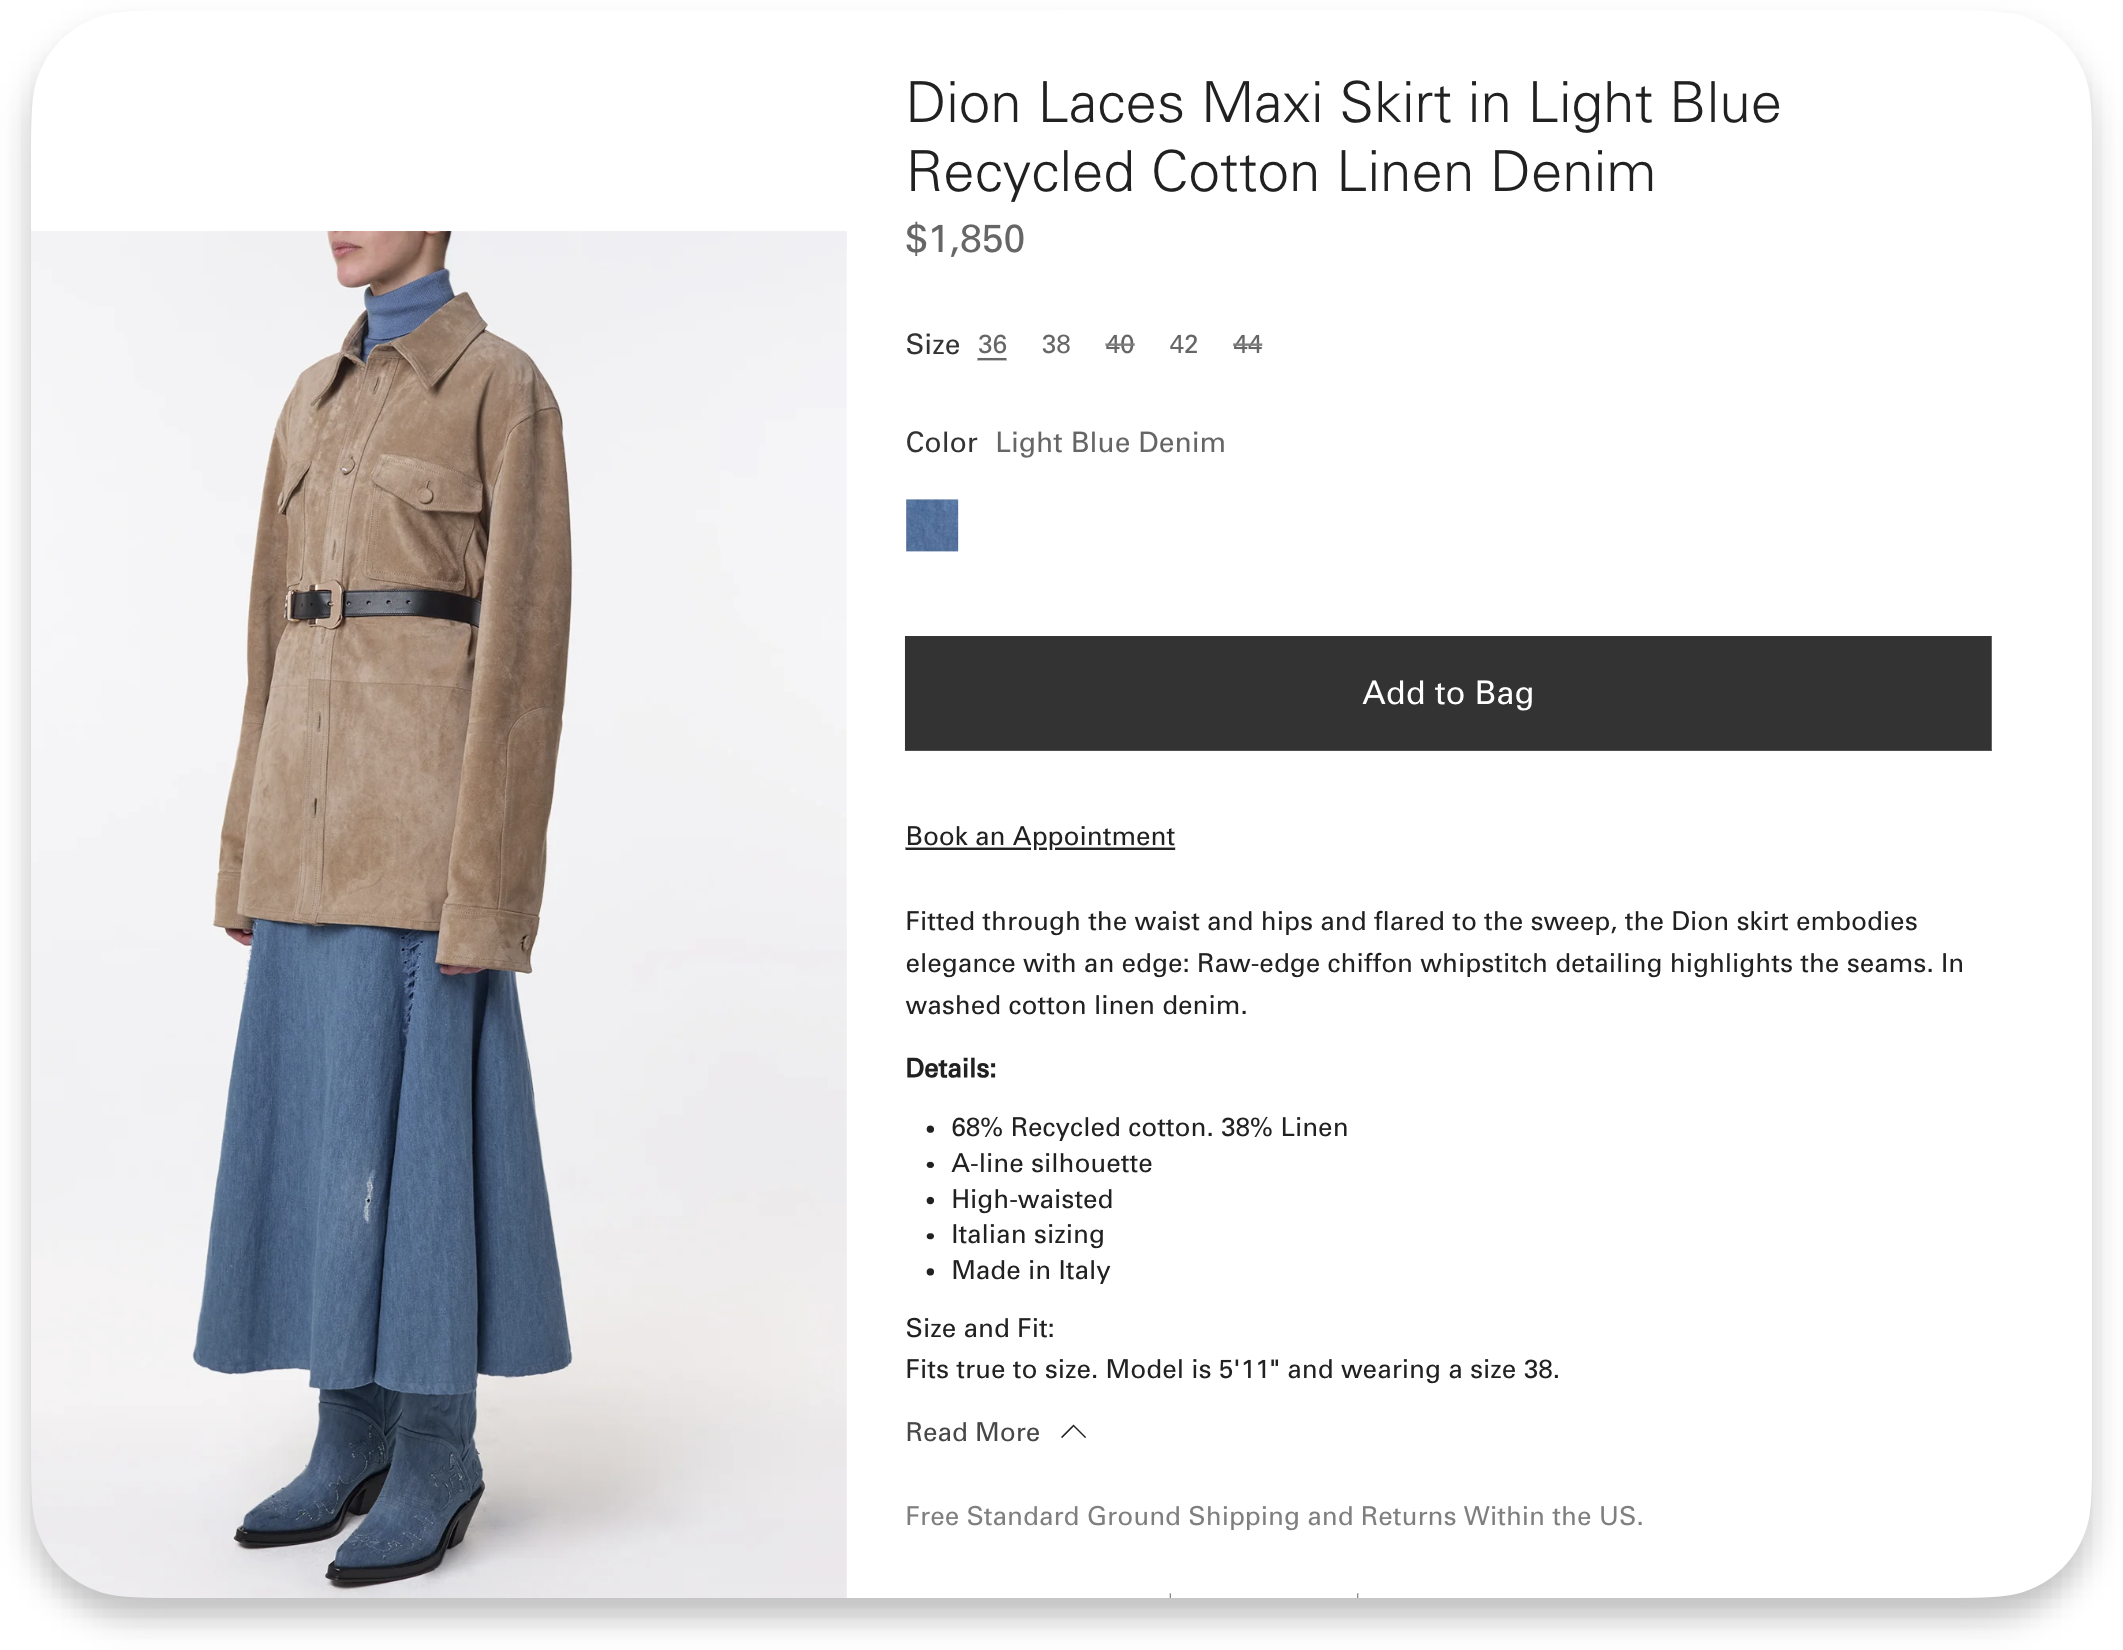 Dion Laces Maxi Skirt in Light Blue
Recycled Cotton Linen Denim
$1,850
Size 36 38 40 42 44
Color Light Blue Denim
Add to Bag
Book an Appointment
Fitted through the waist and hips and flared to the sweep, the Dion skirt embodies
elegance with an edge: Raw-edge chiffon whipstitch detailing highlights the seams. In
washed cotton linen denim.
Details:
• 68% Recycled cotton. 38% Linen
• A-line silhouette
• High-waisted
• Italian sizing
• Made in Italy
Size and Fit:
Fits true to size. Model is 5'11" and wearing a size 38.
Read More
Free Standard Ground Shipping and Returns Within the US.